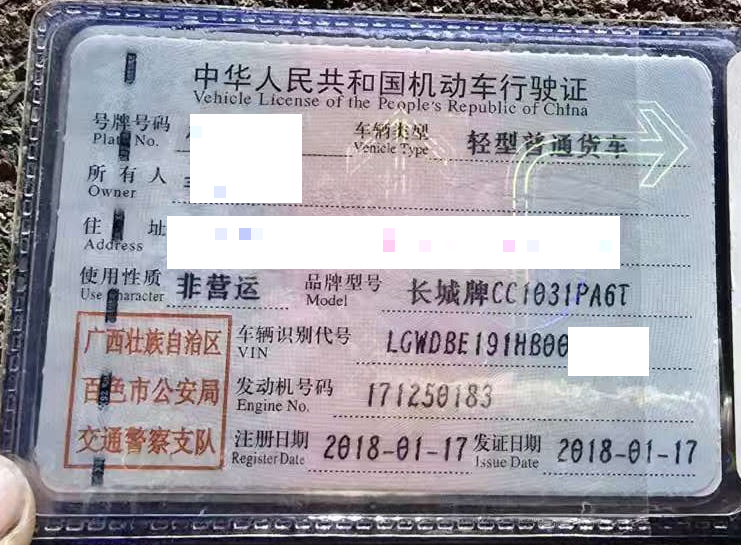 中华人民共和国机动车行驶证
Vehicle License of the People's Republic of China
号牌号码 车辆类型 轻型普通货车
Plate No. Vehicle Type
所有人
Owner
住址
Address
使用性质 非营运 品牌型号 长城牌CC1031PA6T
Use Character Model
广西壮族自治区 车辆识别代号 LGWDBE191HB00
VIN
百色市公安局 发动机号码 171250183
Engine No.
交通警察支队 注册日期 2018-01-17 发证日期 2018-01-17
Register Date Issue Date